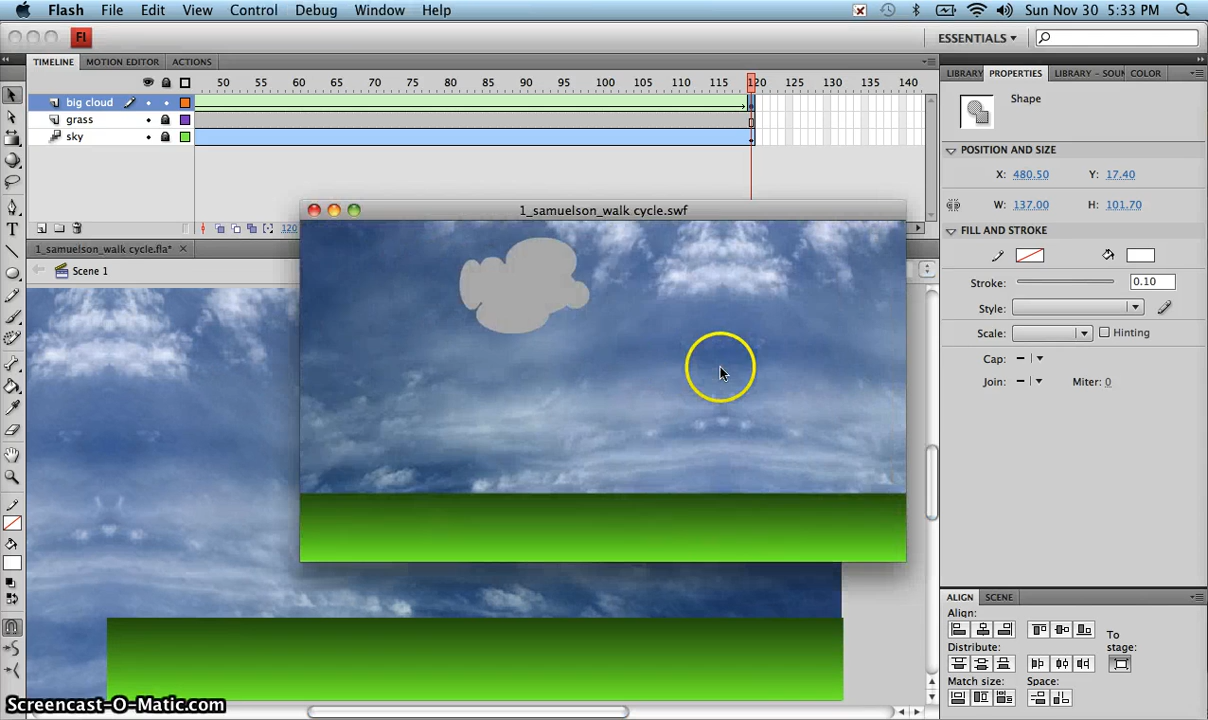 Flash File Edit View Control Debug Window Help Sun Nov 30 5:33 PM
Fl ESSENTIALS
TIMELINE MOTION EDITOR ACTIONS
LIBRARY PROPERTIES LIBRARY - SOUN COLOR
50 55 60 65 70 75 80 85 90 95 100 105 110 115 120 125 130 135 140
big cloud
grass
sky
120
Shape
POSITION AND SIZE
X: 480.50 Y: 17.40
W: 137.00 H: 101.70
FILL AND STROKE
Stroke: 0.10
Style:
Scale: Hinting
Cap:
Join: Miter: 0
1_samuelson_walk cycle.swf
1_samuelson_walk cycle.fla*
Scene 1
ALIGN SCENE
Align:
To
stage:
Distribute:
Match size: Space:
Screencast-O-Matic.com